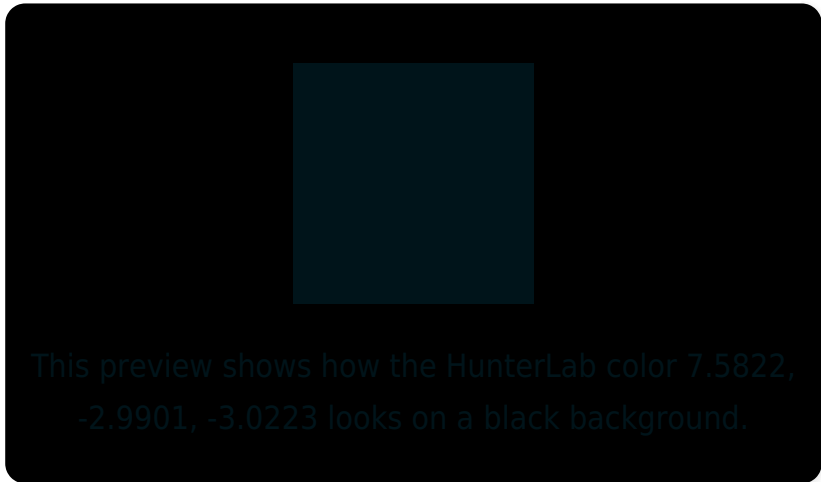 This preview shows how the HunterLab color 7.5822,
-2.9901, -3.0223 looks on a black background.